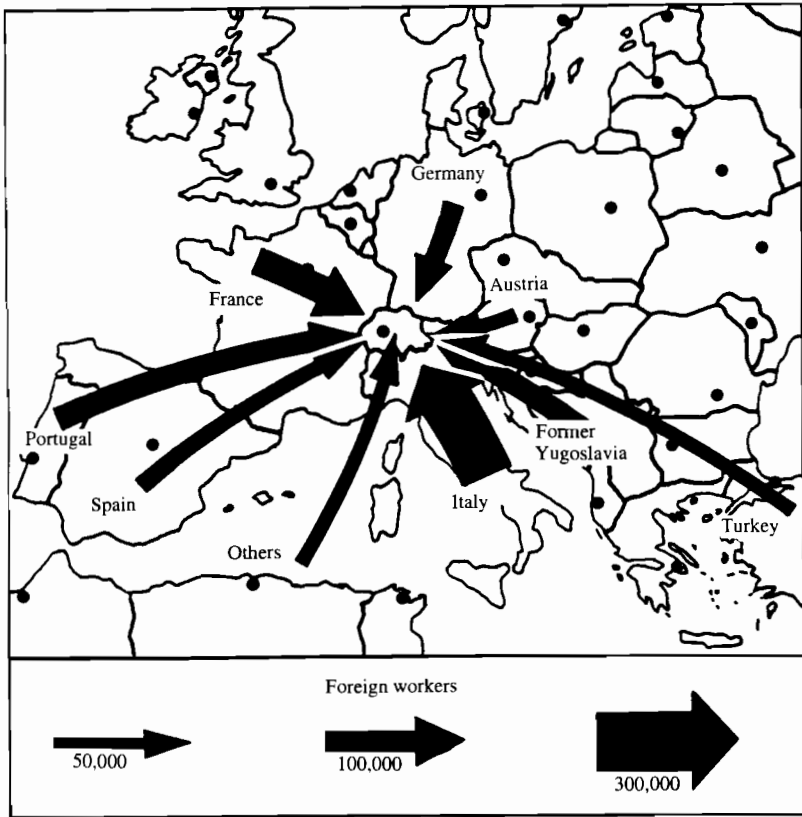 Germany
Austria
France
Portugal
Former
Yugoslavia
Spain
Italy
Turkey
Others
Foreign workers
50,000
100,000
300,000